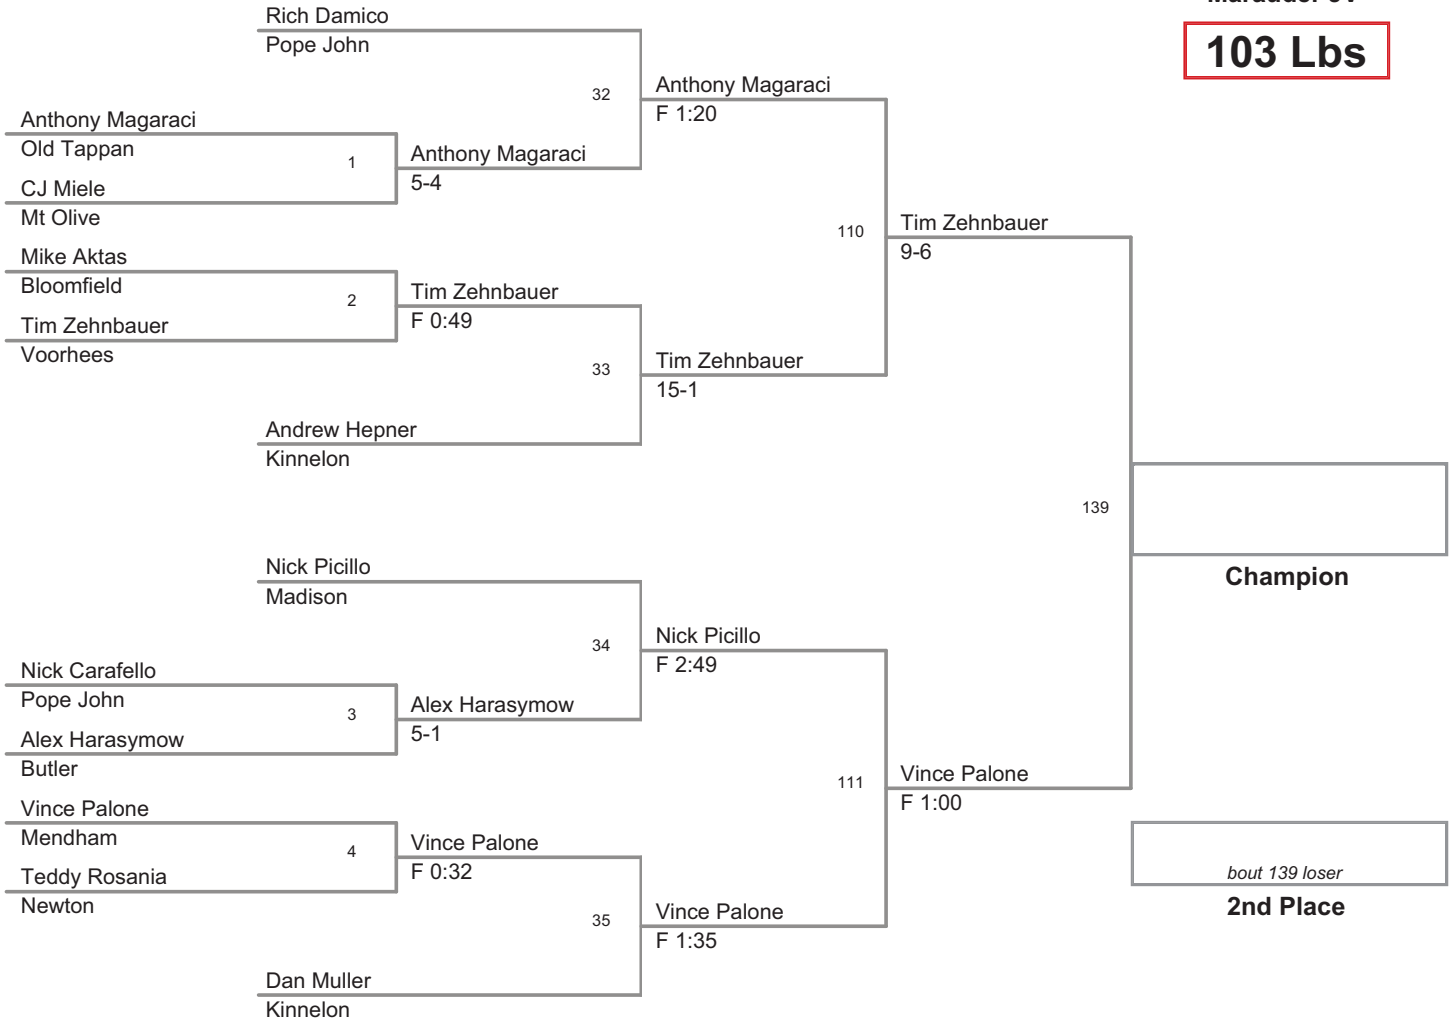 103 Lbs
Rich Damico
Pope John
32
Anthony Magaraci
F 1:20
Anthony Magaraci
Old Tappan
1
Anthony Magaraci
5-4
CJ Miele
Mt Olive
110
Tim Zehnbauer
9-6
Mike Aktas
Bloomfield
2
Tim Zehnbauer
F 0:49
Tim Zehnbauer
Voorhees
33
Tim Zehnbauer
15-1
Andrew Hepner
Kinnelon
139
Champion
Nick Picillo
Madison
34
Nick Picillo
F 2:49
Nick Carafello
Pope John
3
Alex Harasymow
5-1
Alex Harasymow
Butler
111
Vince Palone
F 1:00
Vince Palone
Mendham
4
Vince Palone
F 0:32
Teddy Rosania
Newton
35
Vince Palone
F 1:35
Dan Muller
Kinnelon
bout 139 loser
2nd Place